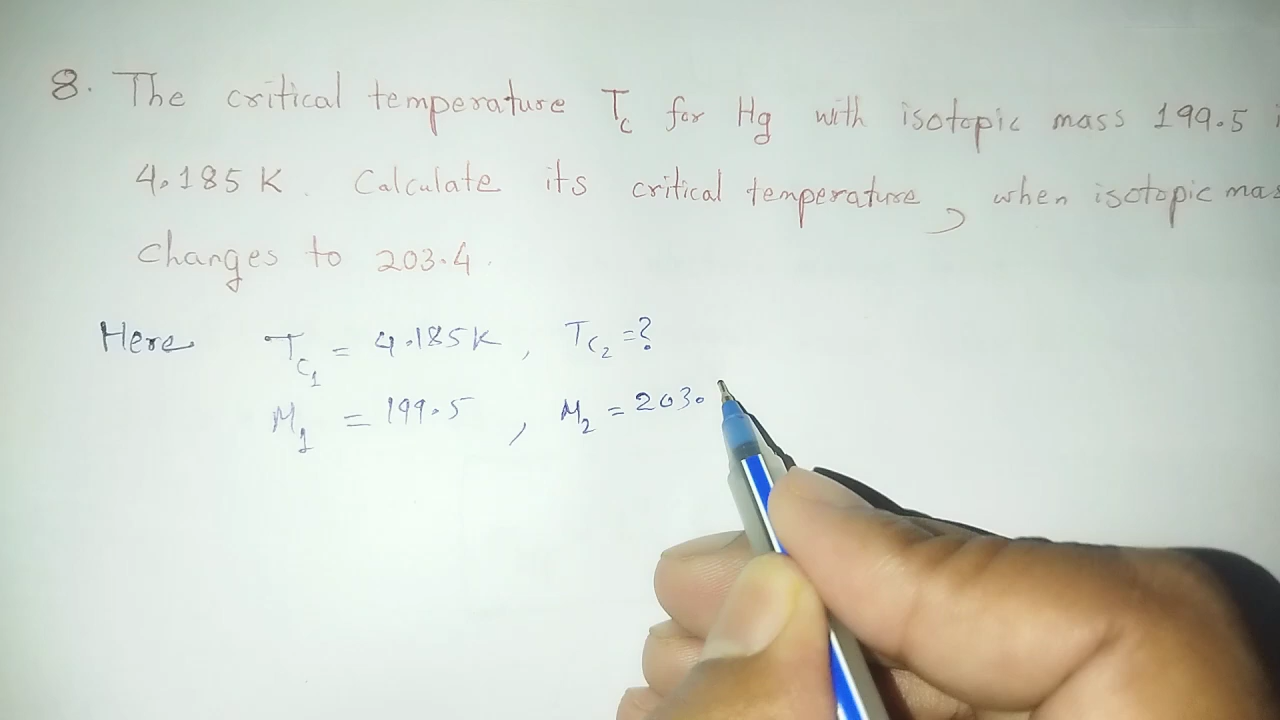 8. The critical temperature Tc for Hg with isotopic mass 199.5
4.185 K. Calculate its critical temperature, when isotopic mas
changes to 203.4.
Here Tc1 = 4.185K, Tc2 = ?
M1 = 199.5, M2 = 203.